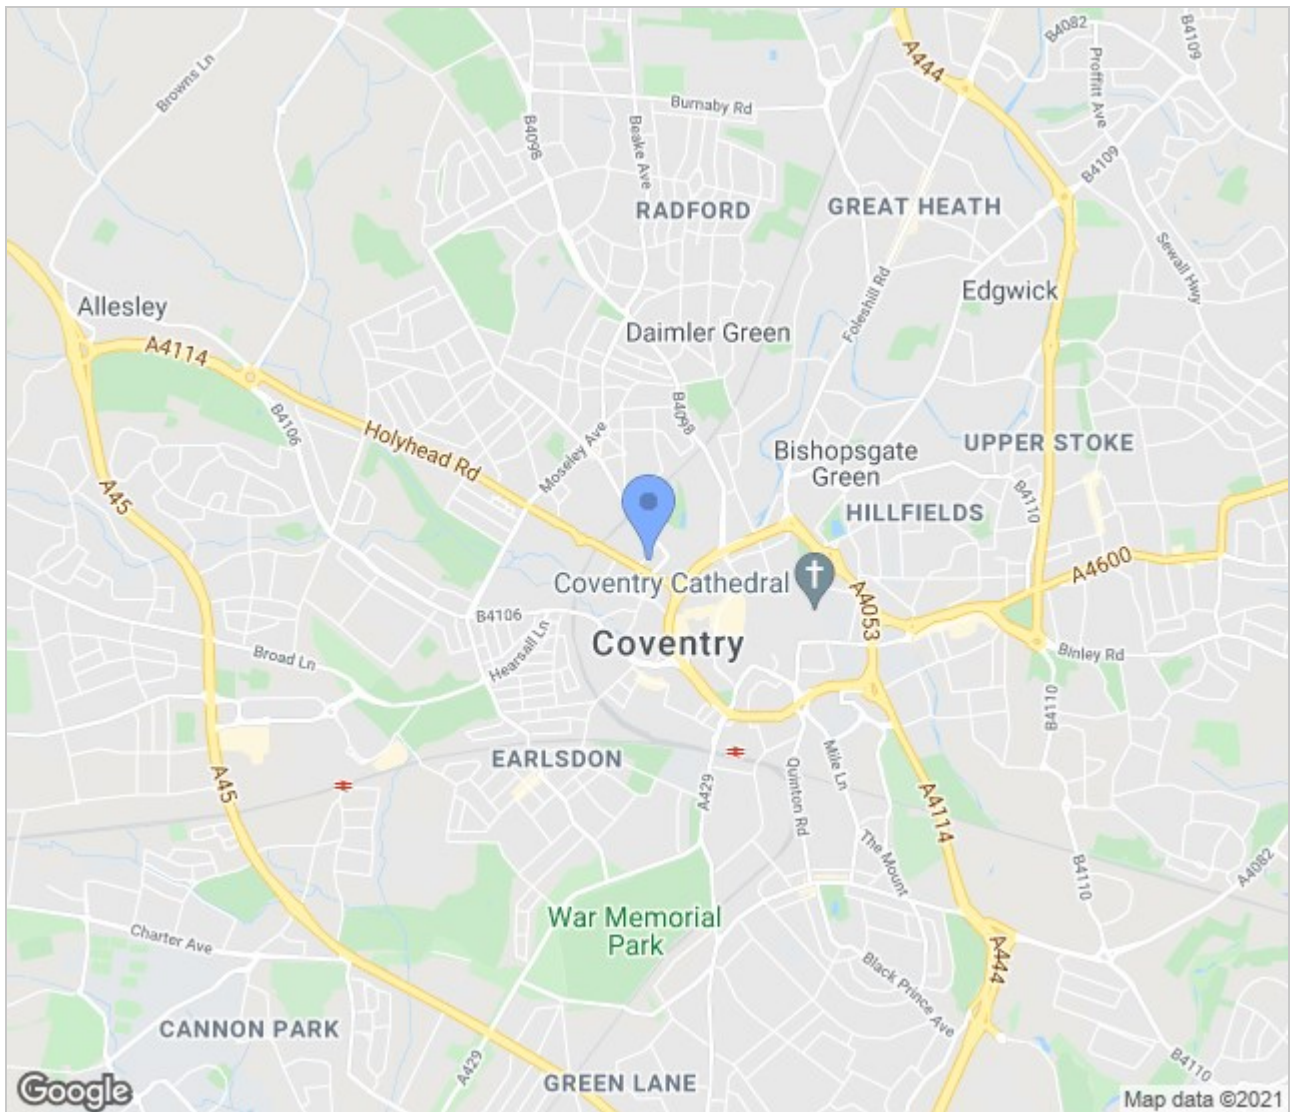 B4082
B4109
A444
Proffitt Ave
Browns Ln
Burnaby Rd
B4098
Beake Ave
B4109
RADFORD
GREAT HEATH
Sewall Hwy
Allesley
Edgwick
Foleshill Rd
Daimler Green
A4114
B4106
B4098
Holyhead Rd
Moseley Ave
Bishopsgate
Green
UPPER STOKE
A45
B4110
HILLFIELDS
Coventry Cathedral
A4600
A4053
B4106
Coventry
Hearsall Ln
Broad Ln
Binley Rd
B4110
EARLSDON
Mile Ln
Quinton Rd
A45
A429
A4114
The Mount
B4110
A4082
War Memorial
Park
Charter Ave
A444
Black Prince Ave
CANNON PARK
A429
B4110
GREEN LANE
Google
Map data ©2021